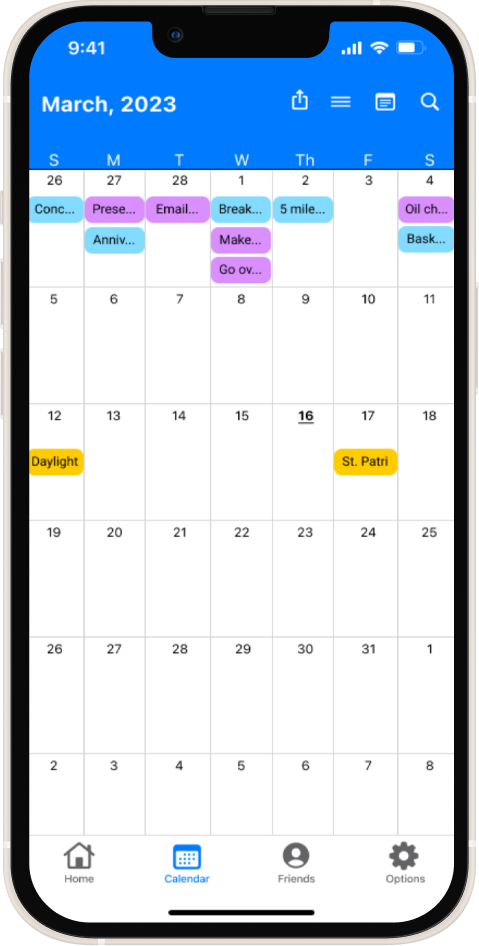 9:41
March, 2023
S M T W Th F S
26 27 28 1 2 3 4
Conc... Prese... Email... Break... 5 mile... Oil ch...
Anniv... Make... Bask...
Go ov...
5 6 7 8 9 10 11
12 13 14 15 16 17 18
Daylight St. Patri
19 20 21 22 23 24 25
26 27 28 29 30 31 1
2 3 4 5 6 7 8
Home Calendar Friends Options